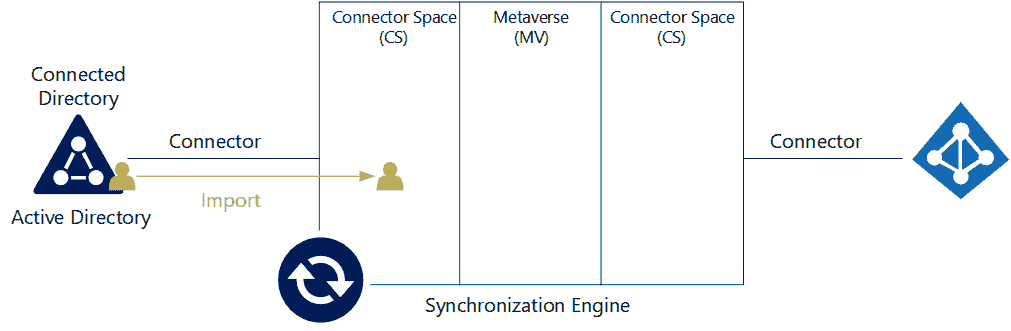 Connector Space
(CS)
Metaverse
(MV)
Connector Space
(CS)
Connected
Directory
Connector
Connector
Import
Active Directory
Synchronization Engine